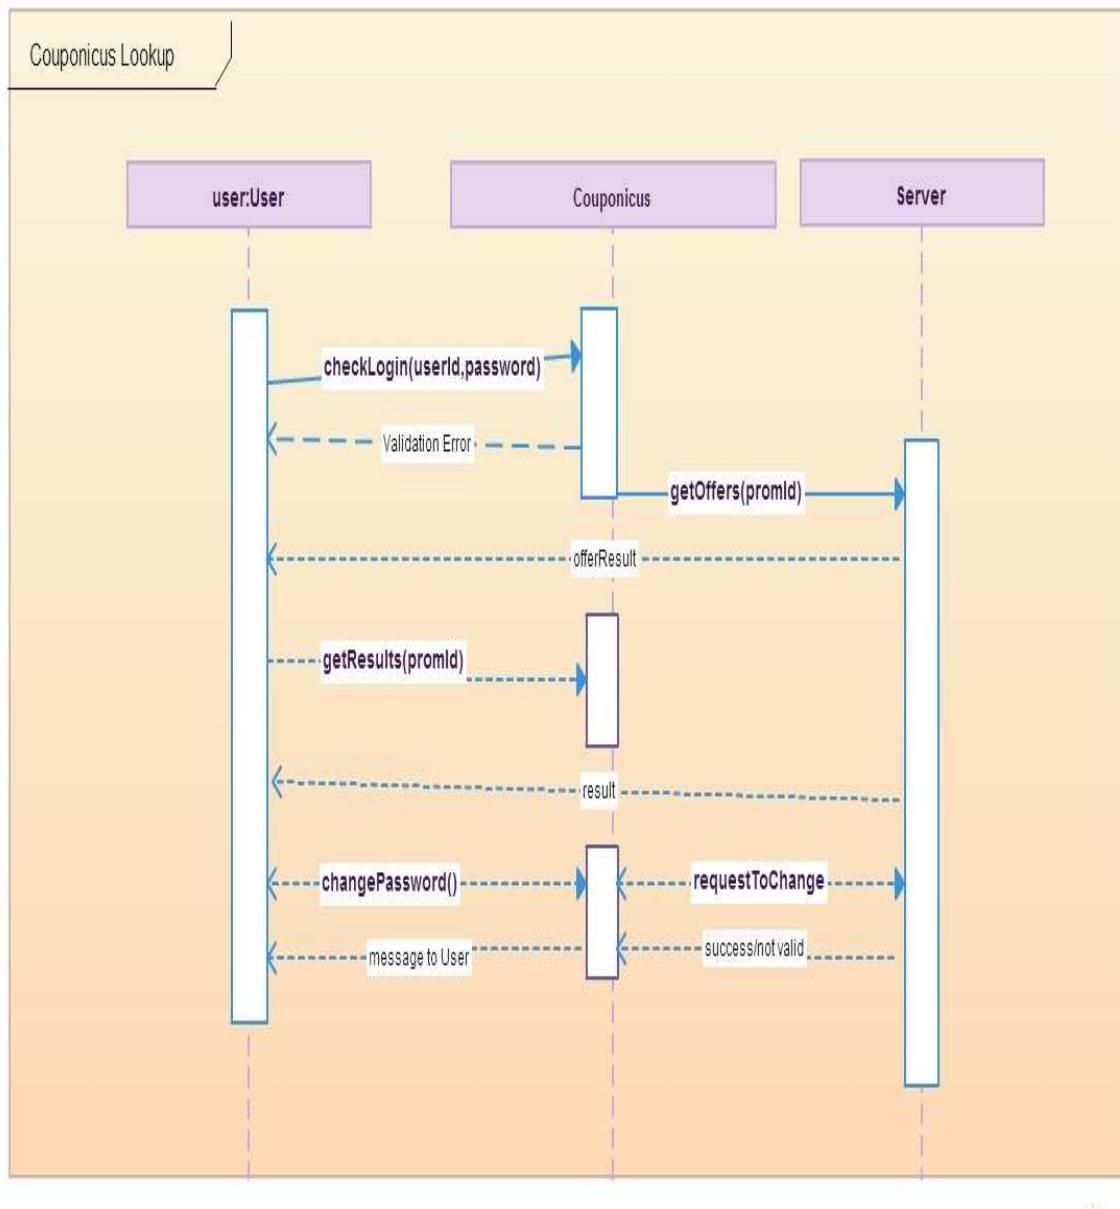 Couponicus Lookup
user:User
Couponicus
Server
checkLogin(userId,password)
Validation Error
getOffers(promId)
offerResult
getResults(promId)
result
changePassword()
requestToChange
message to User
success/not valid